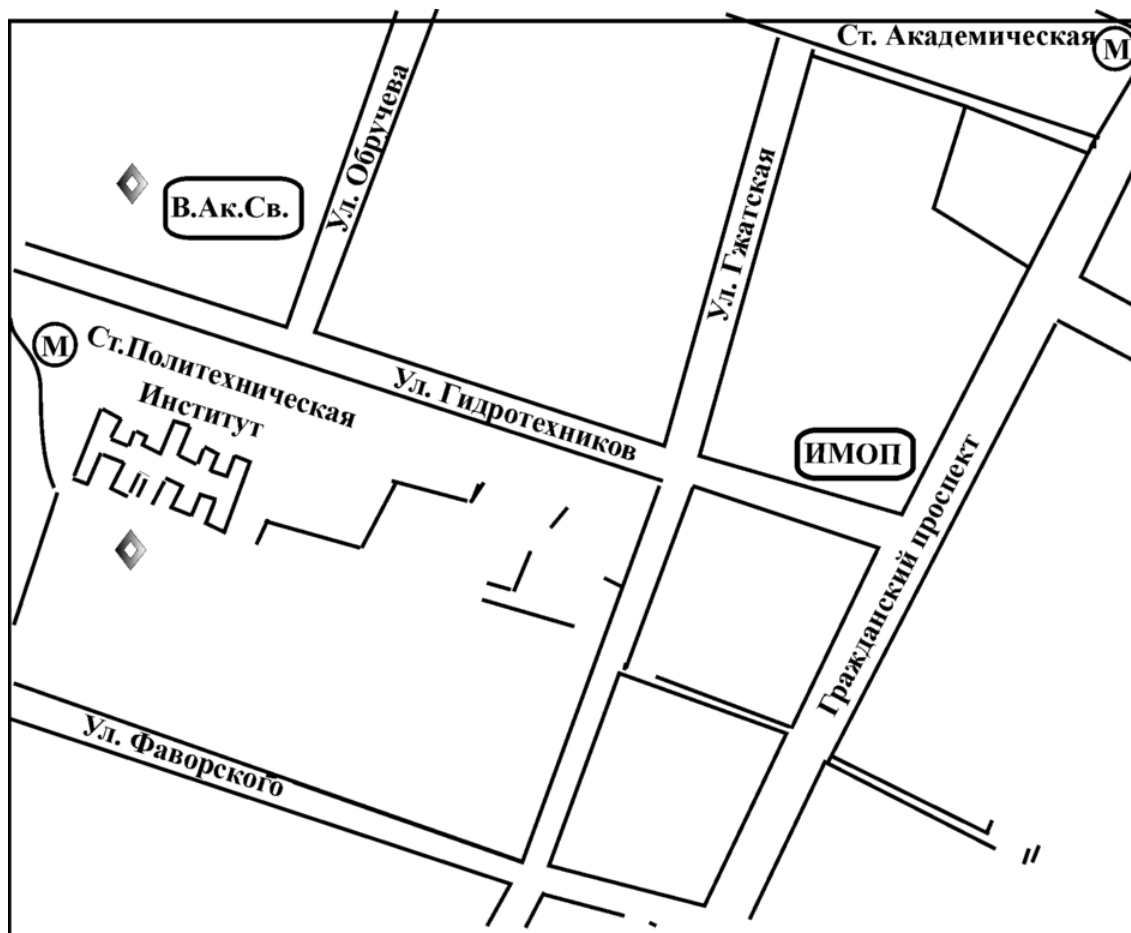 Ст. Академическая
М
Ул. Обручева
Ул. Гжатская
В.Ак.Св.
М
Ст.Политехническая
Институт
Ул. Гидротехников
ИМОП
Гражданский проспект
Ул. Фаворского